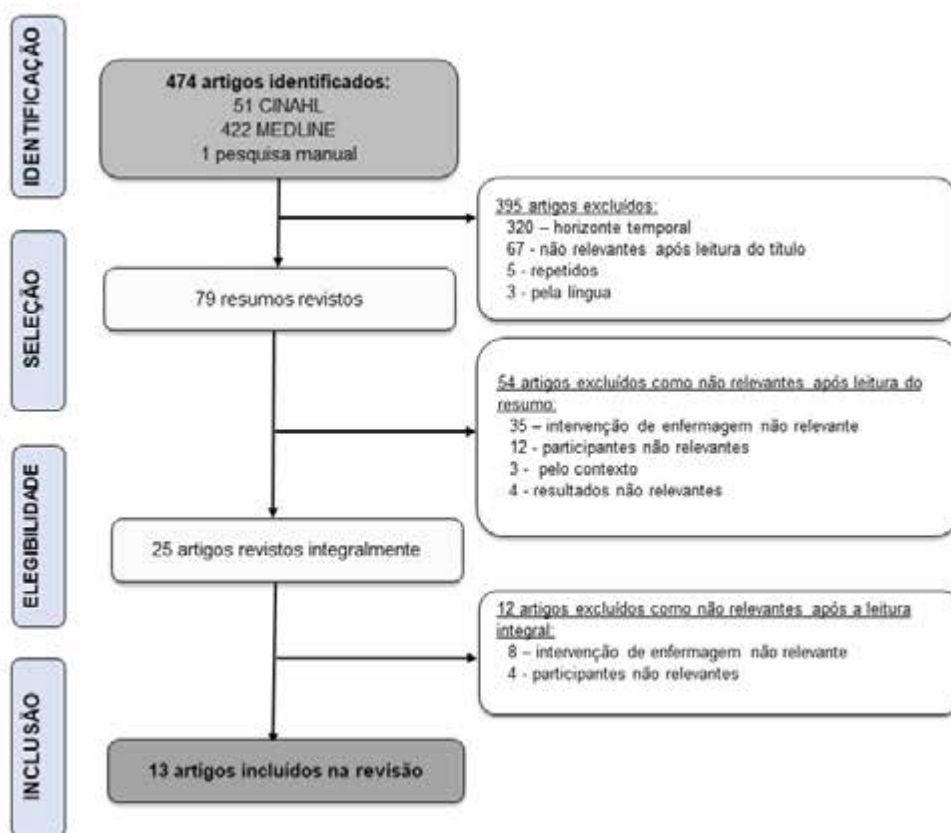 IDENTIFICAÇÃO
474 artigos identificados:
51 CINAHL
422 MEDLINE
1 pesquisa manual
395 artigos excluídos:
320 – horizonte temporal
67 - não relevantes após leitura do título
5 - repetidos
3 - pela língua
SELEÇÃO
79 resumos revistos
54 artigos excluídos como não relevantes após leitura do
resumo:
35 – intervenção de enfermagem não relevante
12 - participantes não relevantes
3 - pelo contexto
4 - resultados não relevantes
ELEGIBILIDADE
25 artigos revistos integralmente
12 artigos excluídos como não relevantes após a leitura
integral:
8 – intervenção de enfermagem não relevante
4 - participantes não relevantes
INCLUSÃO
13 artigos incluídos na revisão